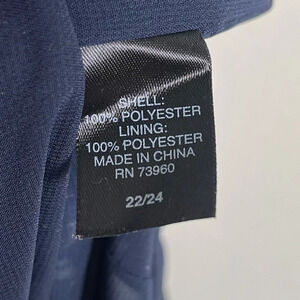 SHELL:
100% POLYESTER
LINING:
100% POLYESTER
MADE IN CHINA
RN 73960
22/24